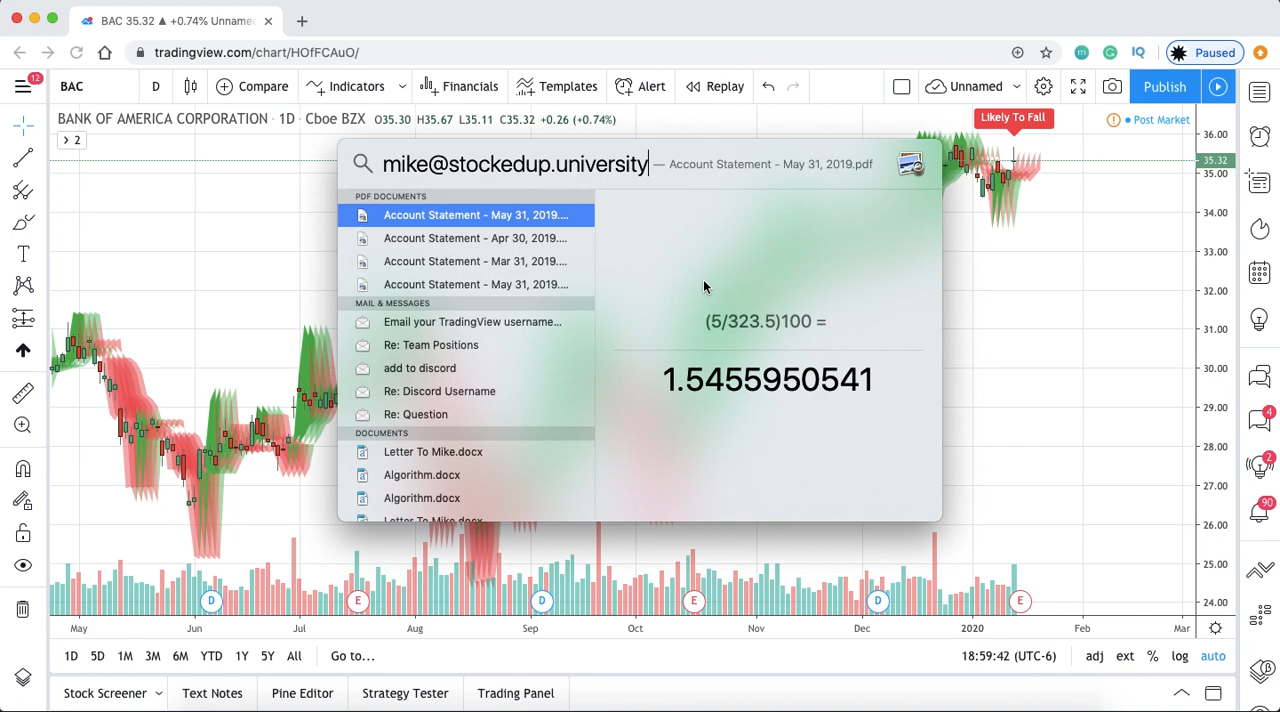 BAC 35.32 ▲ +0.74% Unname
tradingview.com/chart/HOfFCAuO/
IQ
Paused
12
BAC
D
Compare
Indicators
Financials
Templates
Alert
Replay
Unnamed
Publish
BANK OF AMERICA CORPORATION · 1D · Cboe BZX O35.30 H35.67 L35.11 C35.32 +0.26 (+0.74%)
Likely To Fall
Post Market
> 2
36.00
35.32
35.00
34.00
33.00
32.00
31.00
30.00
29.00
28.00
27.00
26.00
25.00
24.00
mike@stockedup.university — Account Statement - May 31, 2019.pdf
PDF DOCUMENTS
Account Statement - May 31, 2019....
Account Statement - Apr 30, 2019....
Account Statement - Mar 31, 2019....
Account Statement - May 31, 2019....
MAIL & MESSAGES
Email your TradingView username...
Re: Team Positions
add to discord
Re: Discord Username
Re: Question
DOCUMENTS
Letter To Mike.docx
Algorithm.docx
Algorithm.docx
Letter To Mike.docx
(5/323.5)100 =
1.5455950541
4
2
90
D
E
D
E
D
E
May
Jun
Jul
Aug
Sep
Oct
Nov
Dec
2020
Feb
Mar
1D 5D 1M 3M 6M YTD 1Y 5Y All Go to...
18:59:42 (UTC-6) adj ext % log auto
Stock Screener
Text Notes
Pine Editor
Strategy Tester
Trading Panel